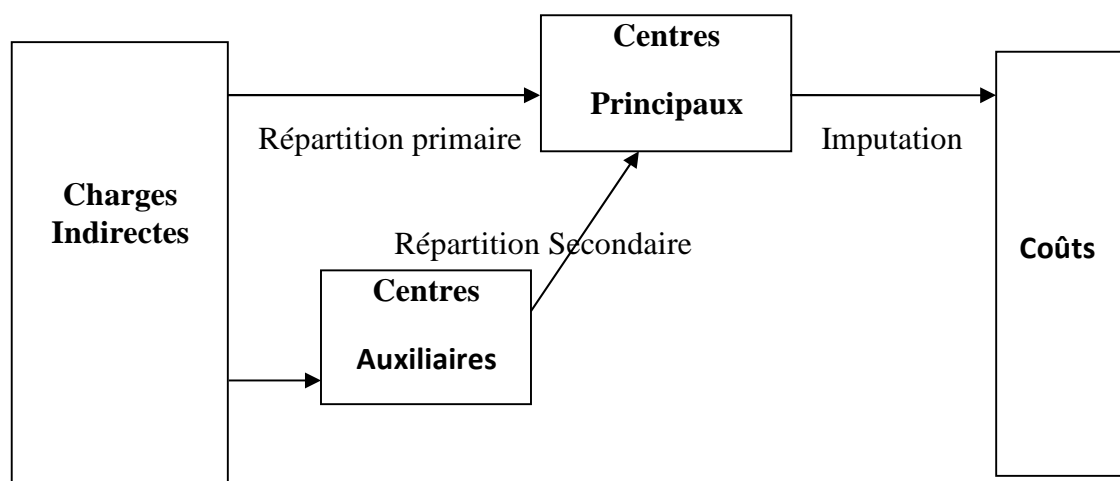 Centres
Principaux
Répartition primaire
Imputation
Charges
Indirectes
Répartition Secondaire
Coûts
Centres
Auxiliaires